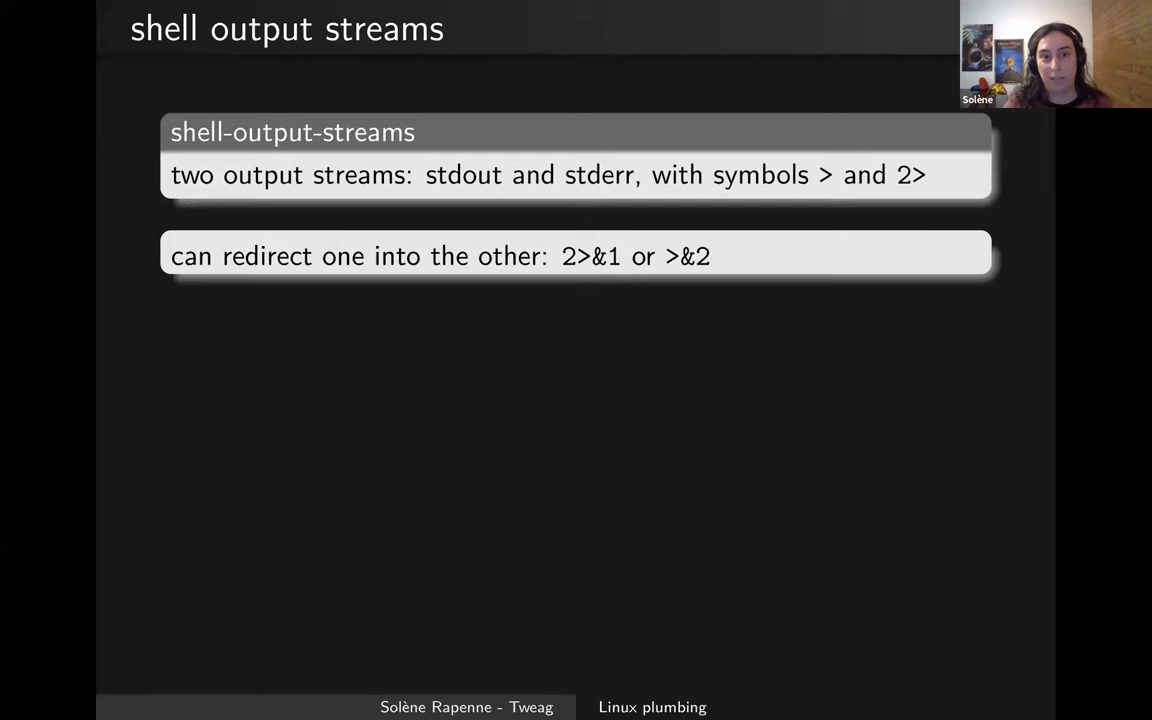 shell output streams
Solène
shell-output-streams
two output streams: stdout and stderr, with symbols > and 2>
can redirect one into the other: 2>&1 or >&2
Solène Rapenne - Tweag
Linux plumbing